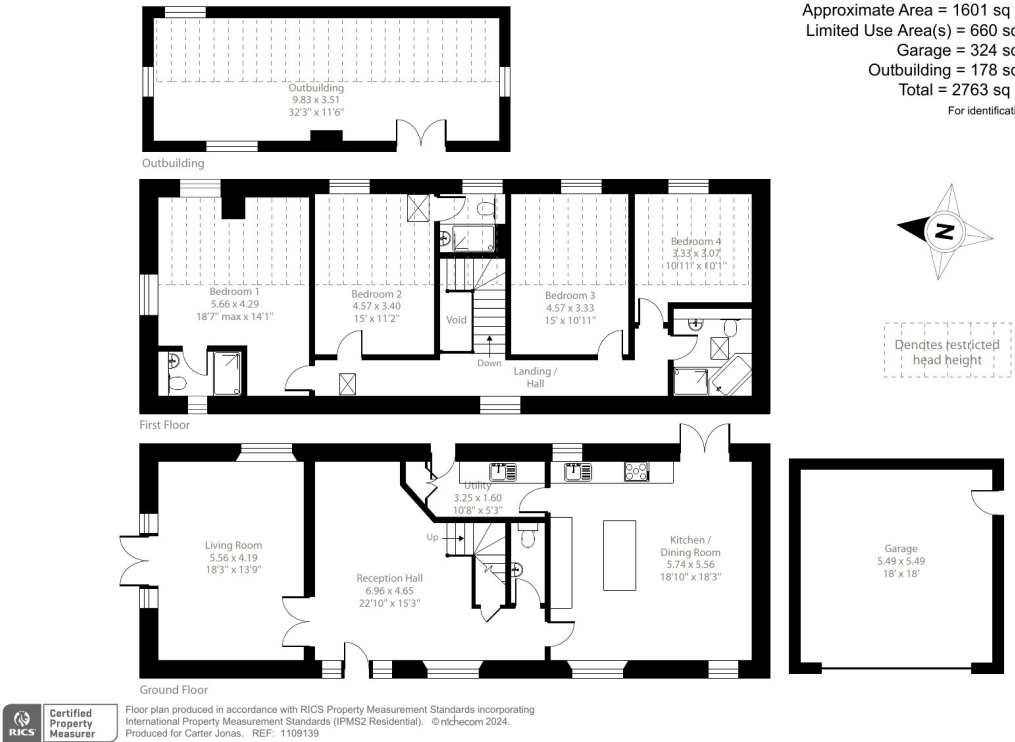 Approximate Area = 1601 sq
Limited Use Area(s) = 660 sq
Garage = 324 sq
Outbuilding = 178 sq
Total = 2763 sq
For identificati
Outbuilding
9.83 x 3.51
32'3" x 11'6"
Outbuilding
N
Bedroom 1
5.66 x 4.29
18'7" max x 14'1"
Bedroom 2
4.57 x 3.40
15' x 11'2"
Void
Down
Bedroom 3
4.57 x 3.33
15' x 10'11"
Bedroom 4
3.33 x 3.07
10'11" x 10'1"
Landing /
Hall
Denotes restricted
head height
First Floor
Living Room
5.56 x 4.19
18'3" x 13'9"
Reception Hall
6.96 x 4.65
22'10" x 15'3"
Up
Utility
3.25 x 1.60
10'8" x 5'3"
Kitchen /
Dining Room
5.74 x 5.56
18'10" x 18'3"
Garage
5.49 x 5.49
18' x 18'
Ground Floor
RICS
Certified
Property
Measurer
Floor plan produced in accordance with RICS Property Measurement Standards incorporating
International Property Measurement Standards (IPMS2 Residential). © nichecom 2024.
Produced for Carter Jonas. REF: 1109139